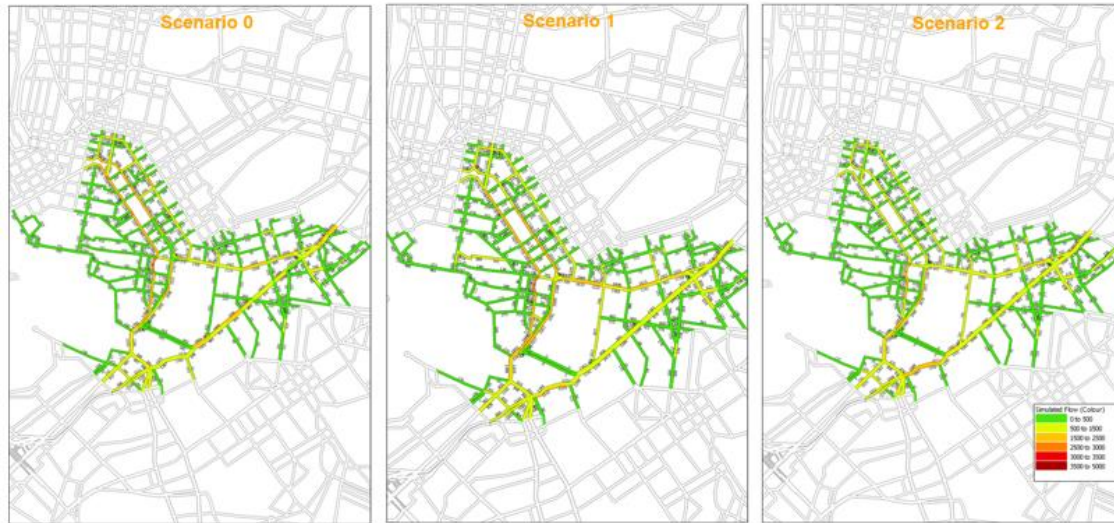 Scenario 0
Scenario 1
Scenario 2
Simulated Flow (Colour)
0 to 500
500 to 1500
1500 to 2500
2500 to 3000
3000 to 3500
3500 to 5000